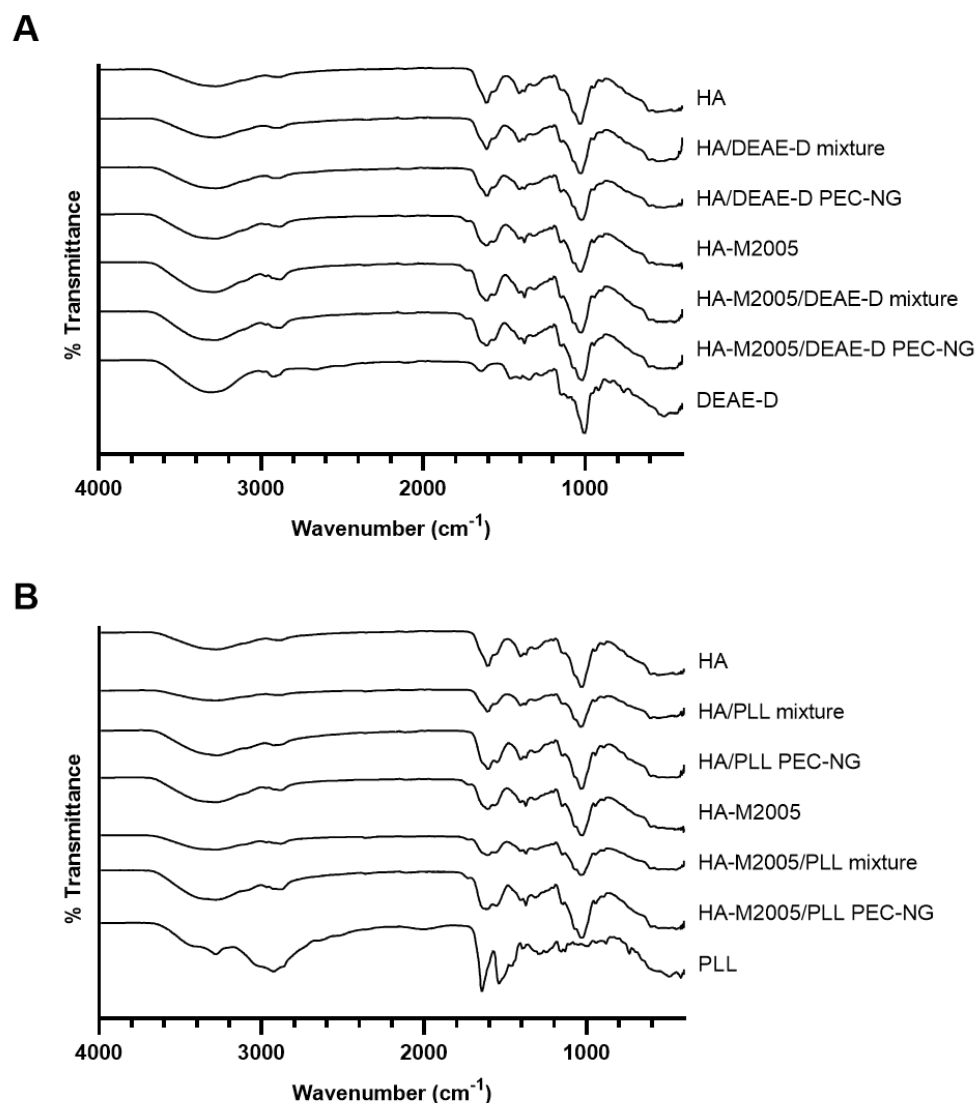 A
% Transmittance
HA
HA/DEAE-D mixture
HA/DEAE-D PEC-NG
HA-M2005
HA-M2005/DEAE-D mixture
HA-M2005/DEAE-D PEC-NG
DEAE-D
4000 3000 2000 1000
Wavenumber (cm⁻¹)
B
% Transmittance
HA
HA/PLL mixture
HA/PLL PEC-NG
HA-M2005
HA-M2005/PLL mixture
HA-M2005/PLL PEC-NG
PLL
4000 3000 2000 1000
Wavenumber (cm⁻¹)